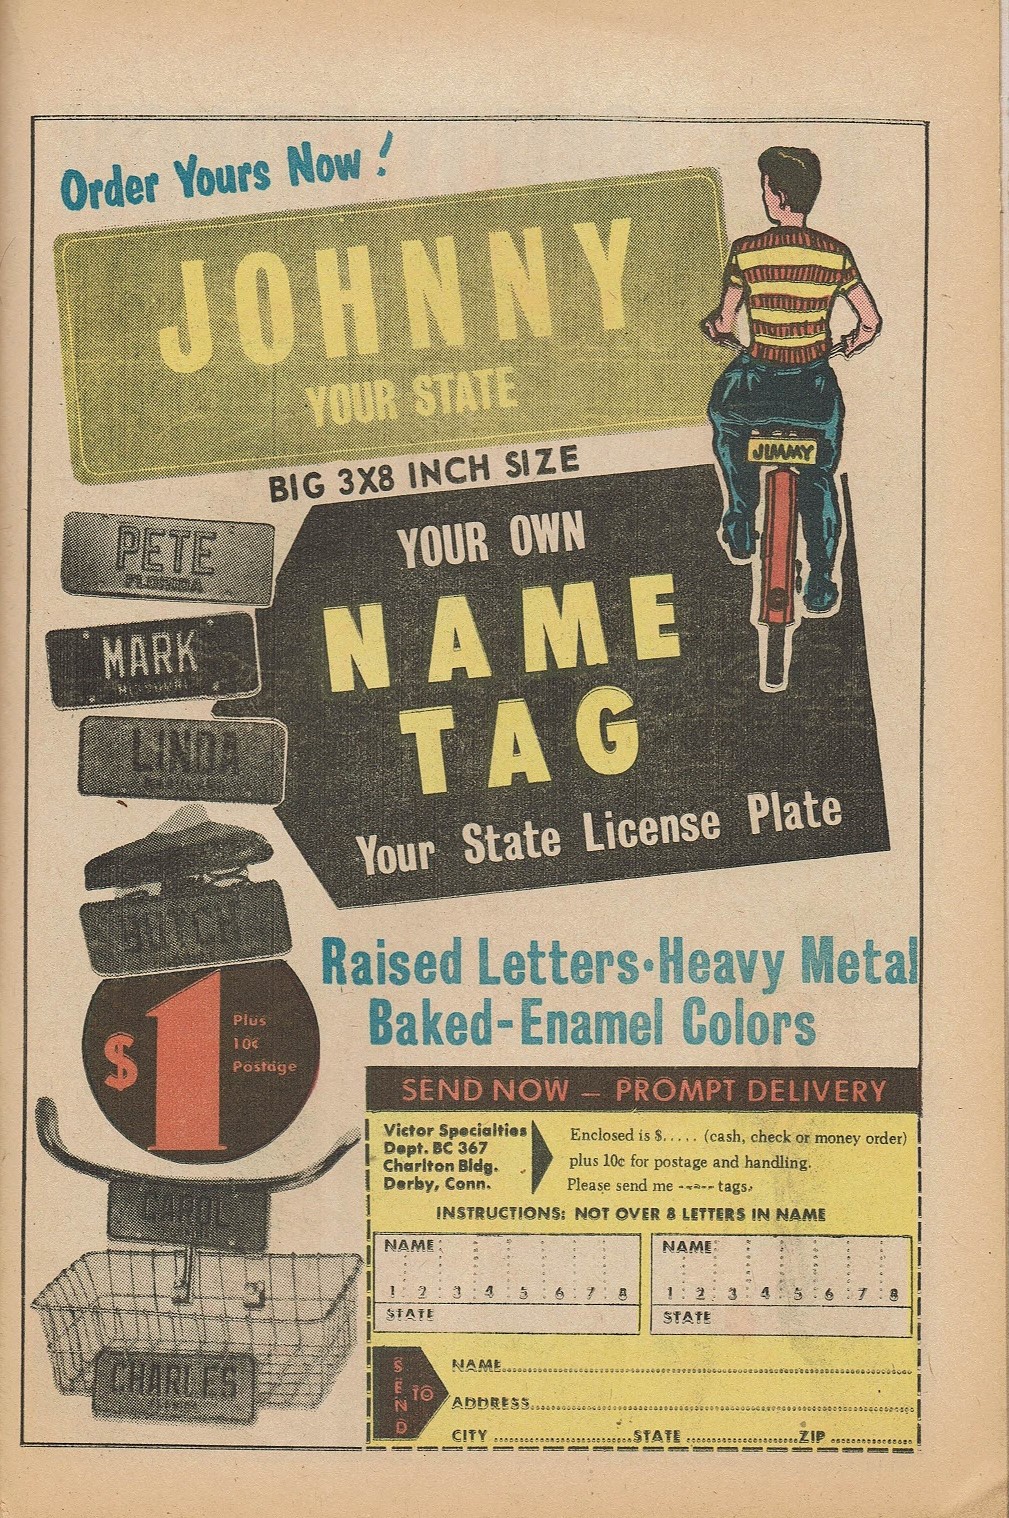 Order Yours Now!
JOHNNY
YOUR STATE
JIMMY
BIG 3X8 INCH SIZE
PETE
FLORIDA
MARK
MISSOURI
LINDA
YOUR OWN
NAME
TAG
Your State License Plate
Raised Letters·Heavy Metal
Baked-Enamel Colors
$1 Plus
10¢
Postage
CAROL
CHARLES
SEND NOW — PROMPT DELIVERY
Victor Specialties
Dept. BC 367
Charlton Bldg.
Derby, Conn.
Enclosed is $..... (cash, check or money order)
plus 10c for postage and handling.
Please send me ----- tags.
INSTRUCTIONS: NOT OVER 8 LETTERS IN NAME
NAME
1 2 3 4 5 6 7 8
STATE
NAME
1 2 3 4 5 6 7 8
STATE
SEND TO
NAME
ADDRESS
CITY STATE ZIP